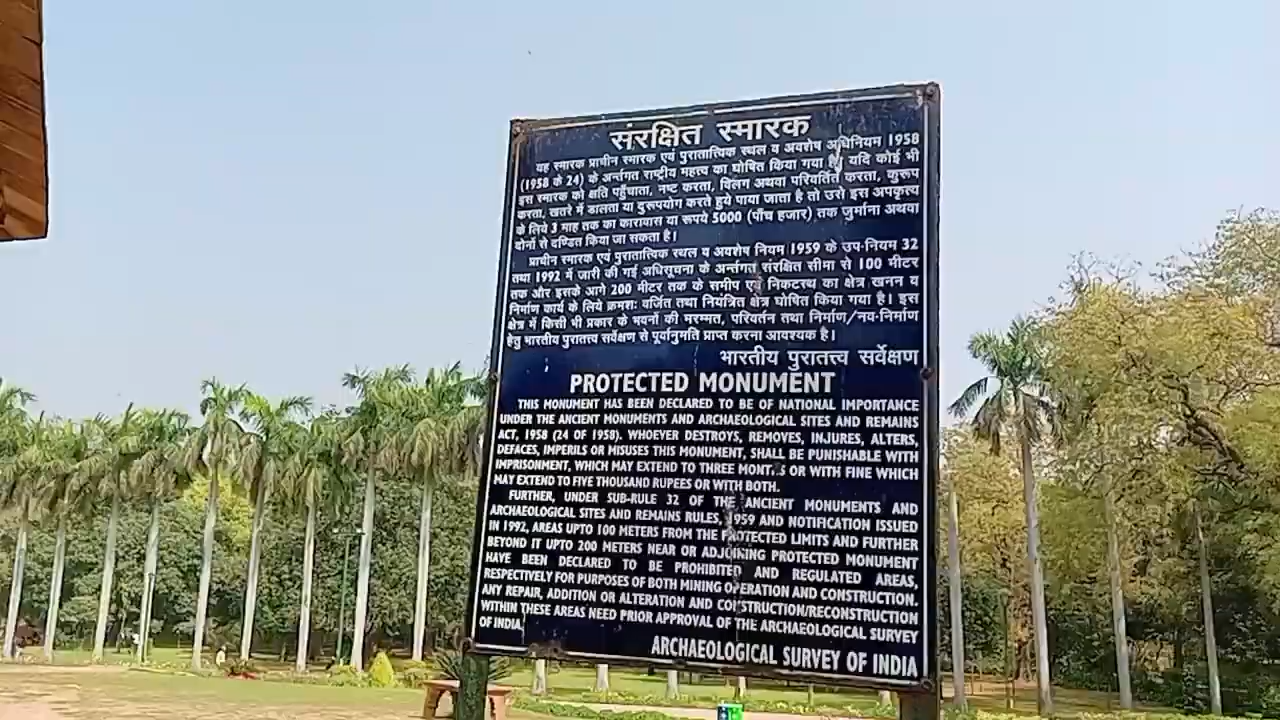 संरक्षित स्मारक
यह स्मारक प्राचीन स्मारक एवं पुरातात्विक स्थल व अवशेष अधिनियम 1958
(1958 के 24) के अर्न्तगत राष्ट्रीय महत्व का घोषित किया गया है। यदि कोई भी
इस स्मारक को क्षति पहुँचाता, नष्ट करता, विलग अथवा परिवर्तित करता, कुरूप
करता, खतरे में डालता या दुरूपयोग करते हुये पाया जाता है तो उसे इस अपकृत्य
के लिये 3 माह तक का कारावास या रूपये 5000 (पाँच हजार) तक जुर्माना अथवा
दोनों से दण्डित किया जा सकता है।
प्राचीन स्मारक एवं पुरातात्विक स्थल व अवशेष नियम 1959 के उप-नियम 32
तथा 1992 में जारी की गई अधिसूचना के अर्न्तगत संरक्षित सीमा से 100 मीटर
तक और इसके आगे 200 मीटर तक के समीप एवं निकटस्थ का क्षेत्र खनन व
निर्माण कार्य के लिये क्रमशः वर्जित तथा नियंत्रित क्षेत्र घोषित किया गया है। इस
क्षेत्र में किसी भी प्रकार के भवनों की मरम्मत, परिवर्तन तथा निर्माण/नव-निर्माण
हेतु भारतीय पुरातत्व सर्वेक्षण से पूर्वानुमति प्राप्त करना आवश्यक है।
भारतीय पुरातत्त्व सर्वेक्षण
PROTECTED MONUMENT
THIS MONUMENT HAS BEEN DECLARED TO BE OF NATIONAL IMPORTANCE
UNDER THE ANCIENT MONUMENTS AND ARCHAEOLOGICAL SITES AND REMAINS
ACT, 1958 (24 OF 1958). WHOEVER DESTROYS, REMOVES, INJURES, ALTERS,
DEFACES, IMPERILS OR MISUSES THIS MONUMENT, SHALL BE PUNISHABLE WITH
IMPRISONMENT, WHICH MAY EXTEND TO THREE MONTHS OR WITH FINE WHICH
MAY EXTEND TO FIVE THOUSAND RUPEES OR WITH BOTH.
FURTHER, UNDER SUB-RULE 32 OF THE ANCIENT MONUMENTS AND
ARCHAEOLOGICAL SITES AND REMAINS RULES, 1959 AND NOTIFICATION ISSUED
IN 1992, AREAS UPTO 100 METERS FROM THE PROTECTED LIMITS AND FURTHER
BEYOND IT UPTO 200 METERS NEAR OR ADJOINING PROTECTED MONUMENT
HAVE BEEN DECLARED TO BE PROHIBITED AND REGULATED AREAS,
RESPECTIVELY FOR PURPOSES OF BOTH MINING OPERATION AND CONSTRUCTION.
ANY REPAIR, ADDITION OR ALTERATION AND CONSTRUCTION/RECONSTRUCTION
WITHIN THESE AREAS NEED PRIOR APPROVAL OF THE ARCHAEOLOGICAL SURVEY
OF INDIA.
ARCHAEOLOGICAL SURVEY OF INDIA